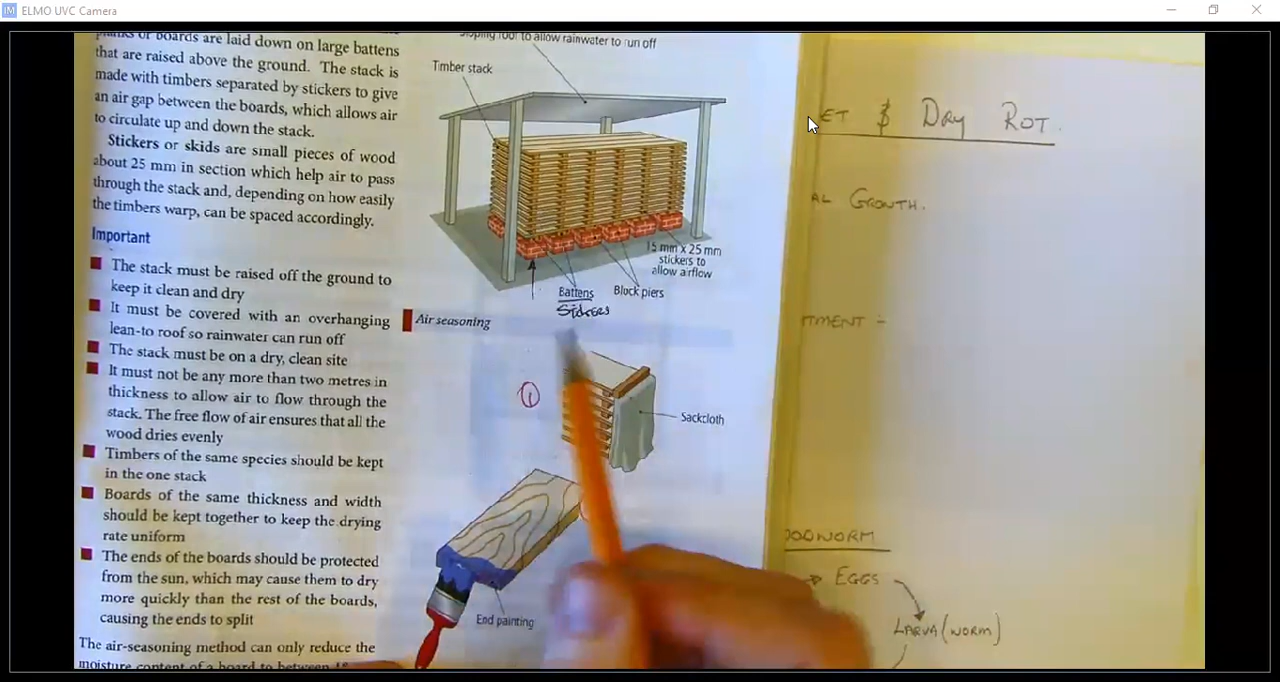 ELMO UVC Camera
planks or boards are laid down on large battens
that are raised above the ground. The stack is
made with timbers separated by stickers to give
an air gap between the boards, which allows air
to circulate up and down the stack.
Stickers or skids are small pieces of wood
about 25 mm in section which help air to pass
through the stack and, depending on how easily
the timbers warp, can be spaced accordingly.
Important
The stack must be raised off the ground to
keep it clean and dry
It must be covered with an overhanging
lean-to roof so rainwater can run off
The stack must be on a dry, clean site
It must not be any more than two metres in
thickness to allow air to flow through the
stack. The free flow of air ensures that all the
wood dries evenly
Timbers of the same species should be kept
in the one stack
Boards of the same thickness and width
should be kept together to keep the drying
rate uniform
The ends of the boards should be protected
from the sun, which may cause them to dry
more quickly than the rest of the boards,
causing the ends to split
The air-seasoning method can only reduce the
moisture content of a board to between
Sloping roof to allow rainwater to run off
Timber stack
15 mm x 25 mm
stickers to
allow airflow
Battens
Block piers
Stickers
Air seasoning
1
Sackcloth
End painting
ET & DRY ROT.
AL GROWTH.
TMENT :-
OODWORM
EGGS
LARVA (WORM)